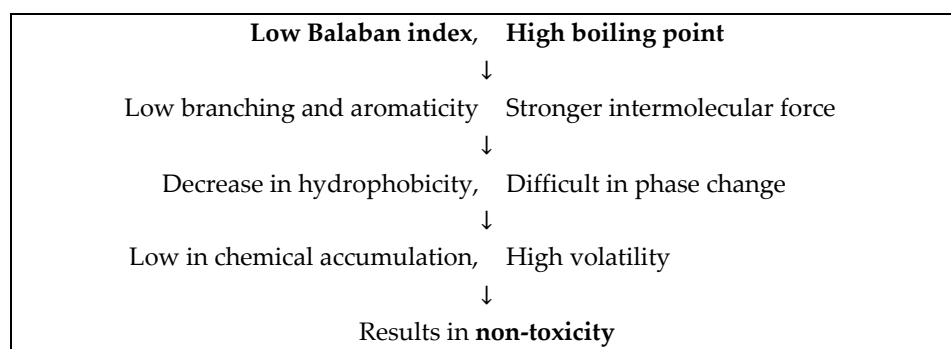 Low Balaban index, High boiling point
↓
Low branching and aromaticity Stronger intermolecular force
↓
Decrease in hydrophobicity, Difficult in phase change
↓
Low in chemical accumulation, High volatility
↓
Results in non-toxicity